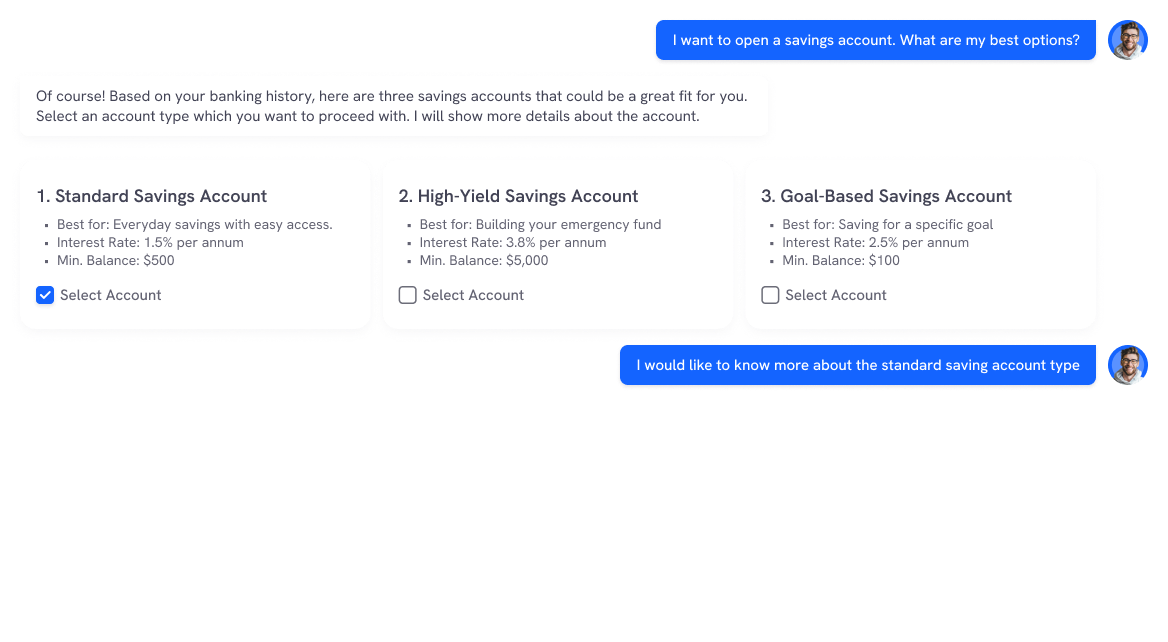 I want to open a savings account. What are my best options?
Of course! Based on your banking history, here are three savings accounts that could be a great fit for you.
Select an account type which you want to proceed with. I will show more details about the account.
1. Standard Savings Account
▪ Best for: Everyday savings with easy access.
▪ Interest Rate: 1.5% per annum
▪ Min. Balance: $500
Select Account
2. High-Yield Savings Account
▪ Best for: Building your emergency fund
▪ Interest Rate: 3.8% per annum
▪ Min. Balance: $5,000
Select Account
3. Goal-Based Savings Account
▪ Best for: Saving for a specific goal
▪ Interest Rate: 2.5% per annum
▪ Min. Balance: $100
Select Account
I would like to know more about the standard saving account type